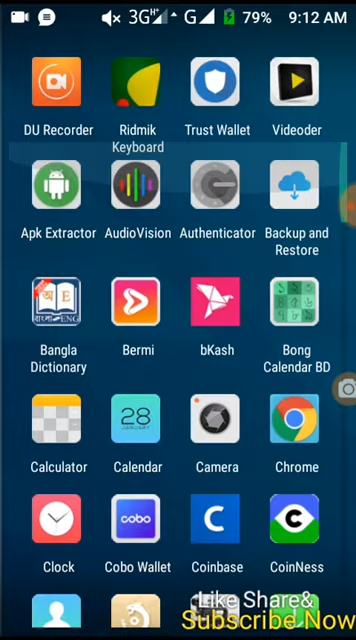 3G H+ G 79% 9:12 AM
DU Recorder Ridmik Keyboard Trust Wallet Videoder
Apk Extractor AudioVision Authenticator Backup and Restore
বাংলা ENG
Bangla Dictionary Bermi bKash Bong Calendar BD
28
JANUARY
Calculator Calendar Camera Chrome
cobo C C
Clock Cobo Wallet Coinbase CoinNess
Like Share&
Subscribe Now